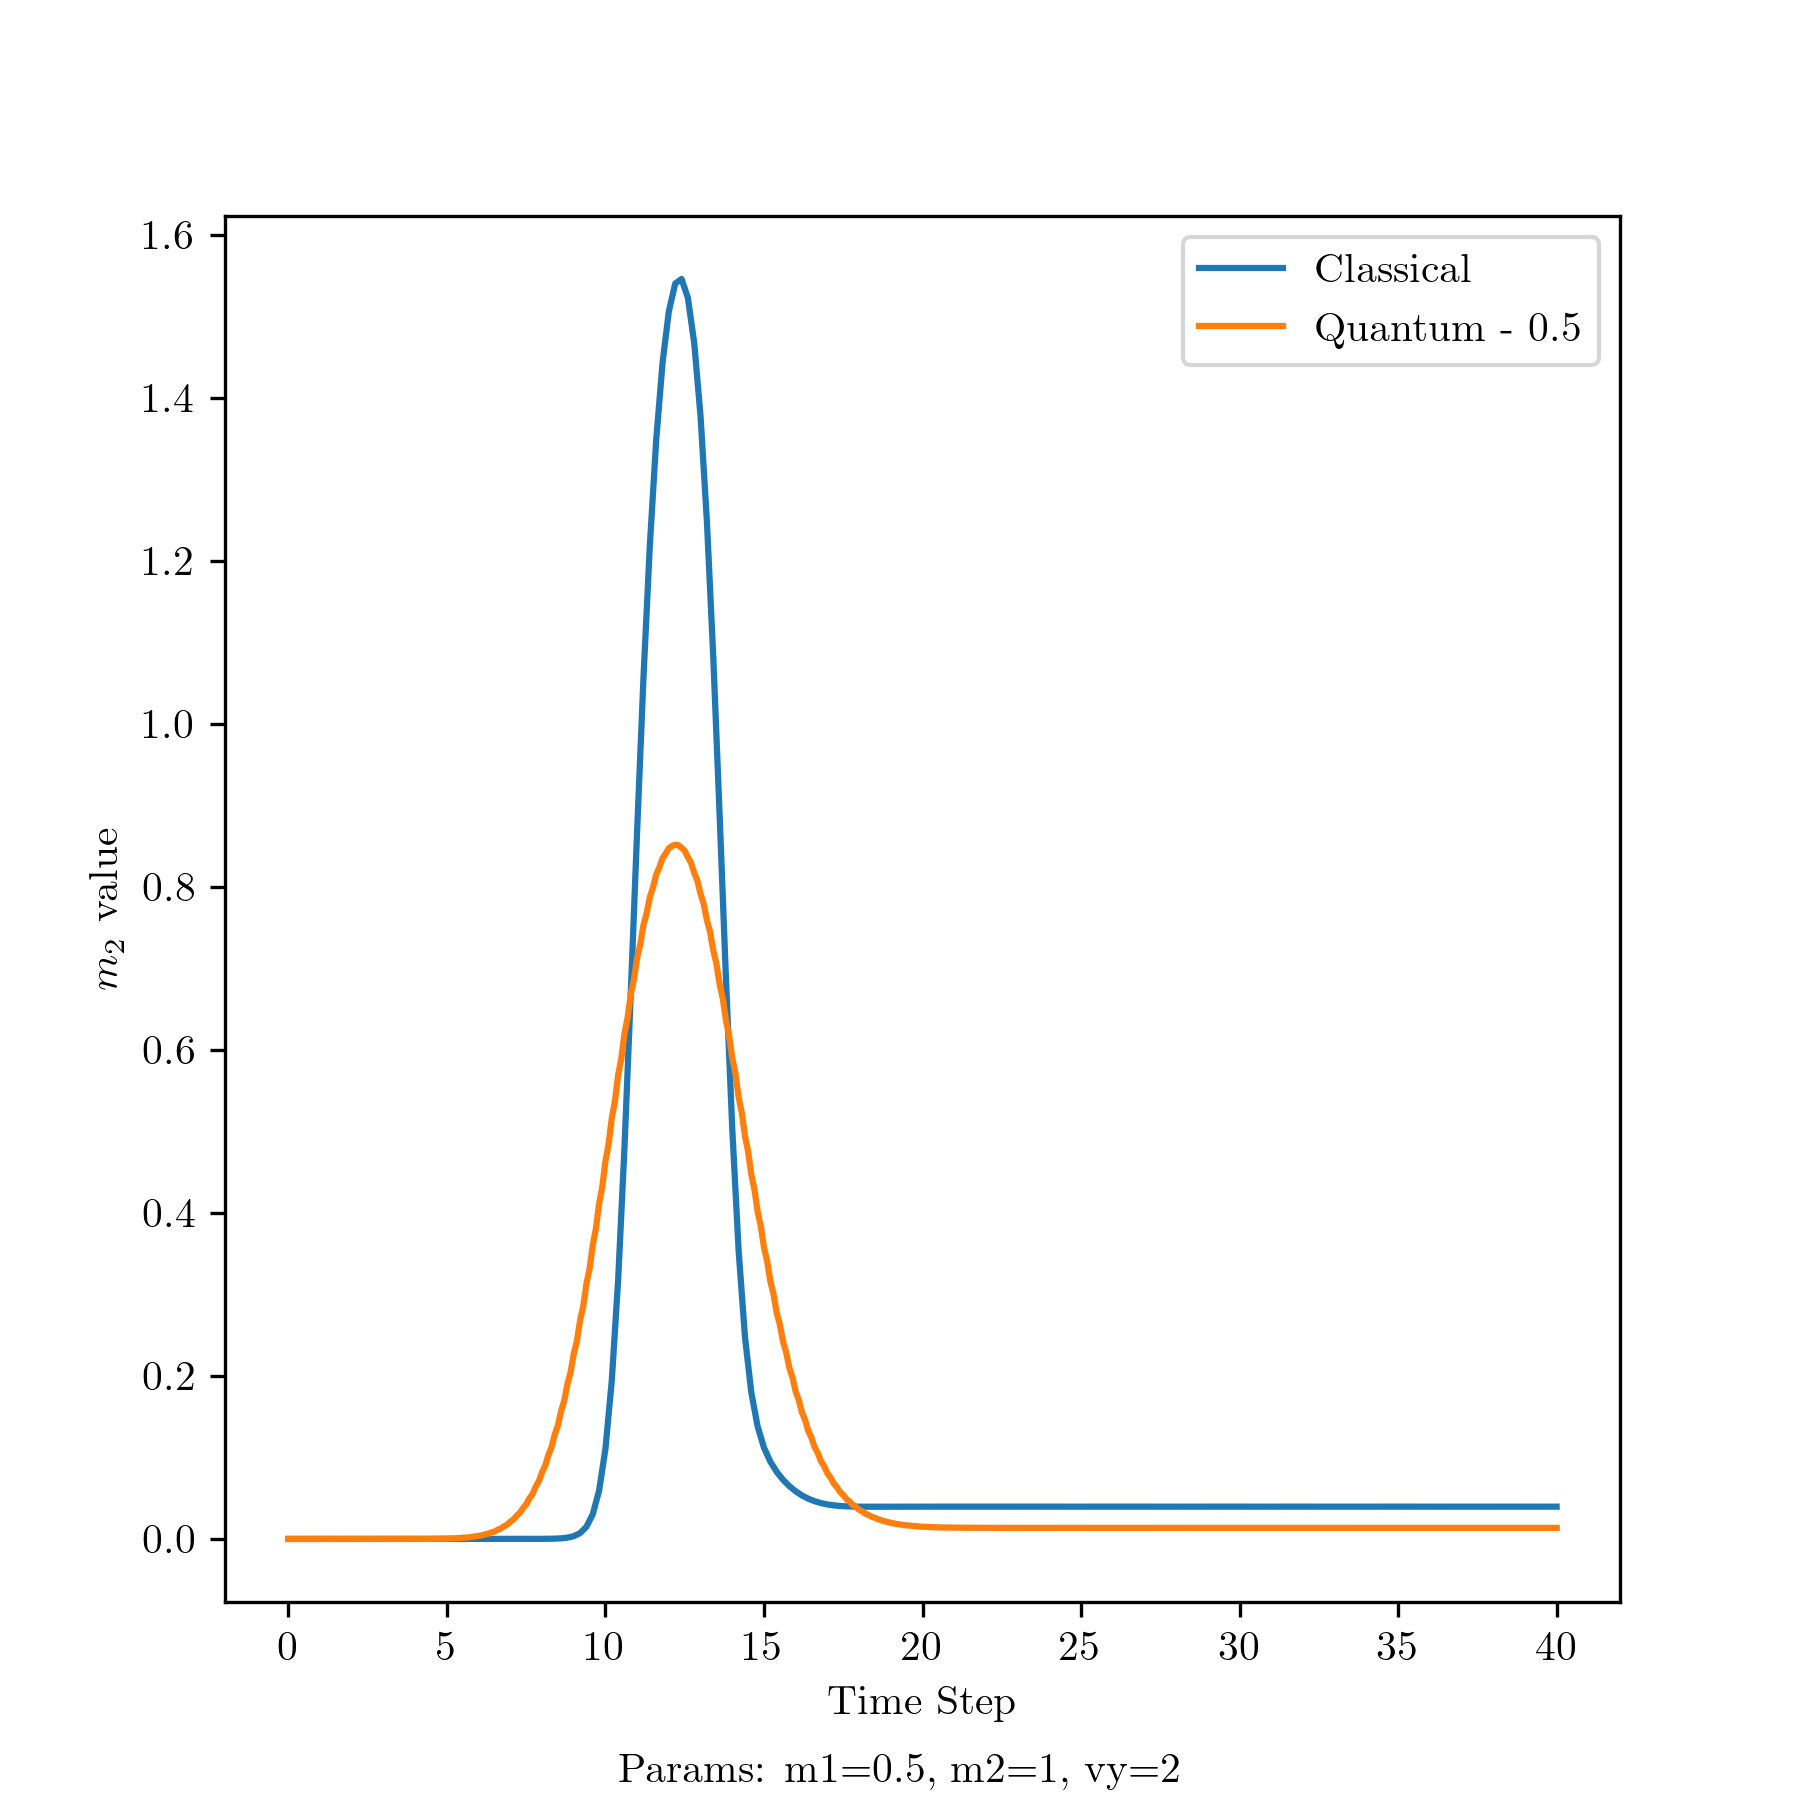 Classical
Quantum - 0.5
1.6
1.4
1.2
1.0
0.8
0.6
0.4
0.2
0.0
m₂ value
0 5 10 15 20 25 30 35 40
Time Step
Params: m1=0.5, m2=1, vy=2